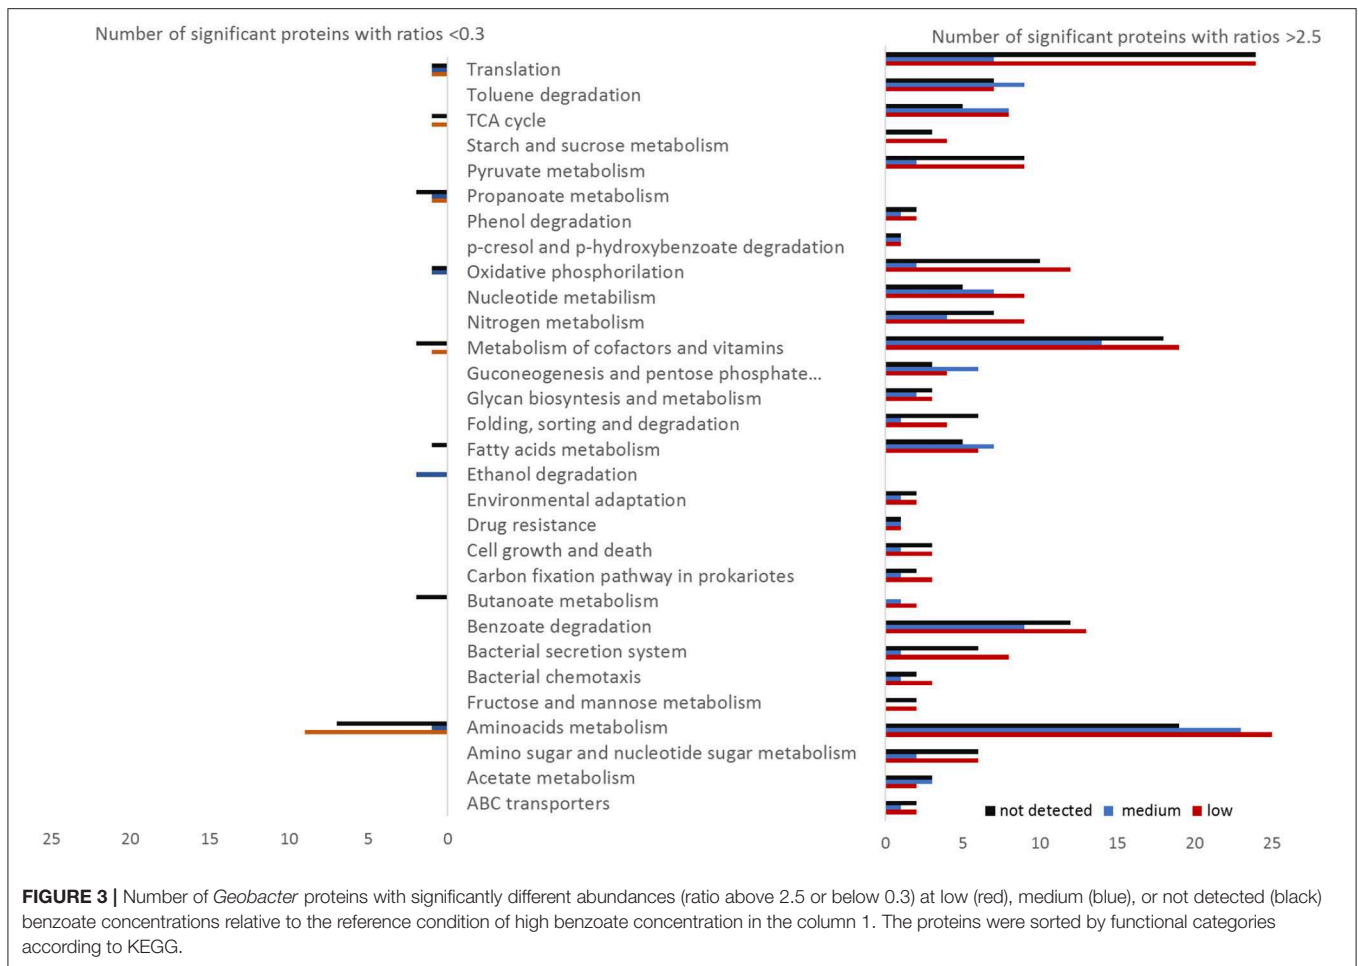 Number of significant proteins with ratios <0.3
Number of significant proteins with ratios >2.5
Translation
Toluene degradation
TCA cycle
Starch and sucrose metabolism
Pyruvate metabolism
Propanoate metabolism
Phenol degradation
p-cresol and p-hydroxybenzoate degradation
Oxidative phosphorilation
Nucleotide metabilism
Nitrogen metabolism
Metabolism of cofactors and vitamins
Guconeogenesis and pentose phosphate...
Glycan biosyntesis and metabolism
Folding, sorting and degradation
Fatty acids metabolism
Ethanol degradation
Environmental adaptation
Drug resistance
Cell growth and death
Carbon fixation pathway in prokariotes
Butanoate metabolism
Benzoate degradation
Bacterial secretion system
Bacterial chemotaxis
Fructose and mannose metabolism
Aminoacids metabolism
Amino sugar and nucleotide sugar metabolism
Acetate metabolism
ABC transporters
not detected medium low
25 20 15 10 5 0
0 5 10 15 20 25
FIGURE 3 | Number of Geobacter proteins with significantly different abundances (ratio above 2.5 or below 0.3) at low (red), medium (blue), or not detected (black)
benzoate concentrations relative to the reference condition of high benzoate concentration in the column 1. The proteins were sorted by functional categories
according to KEGG.